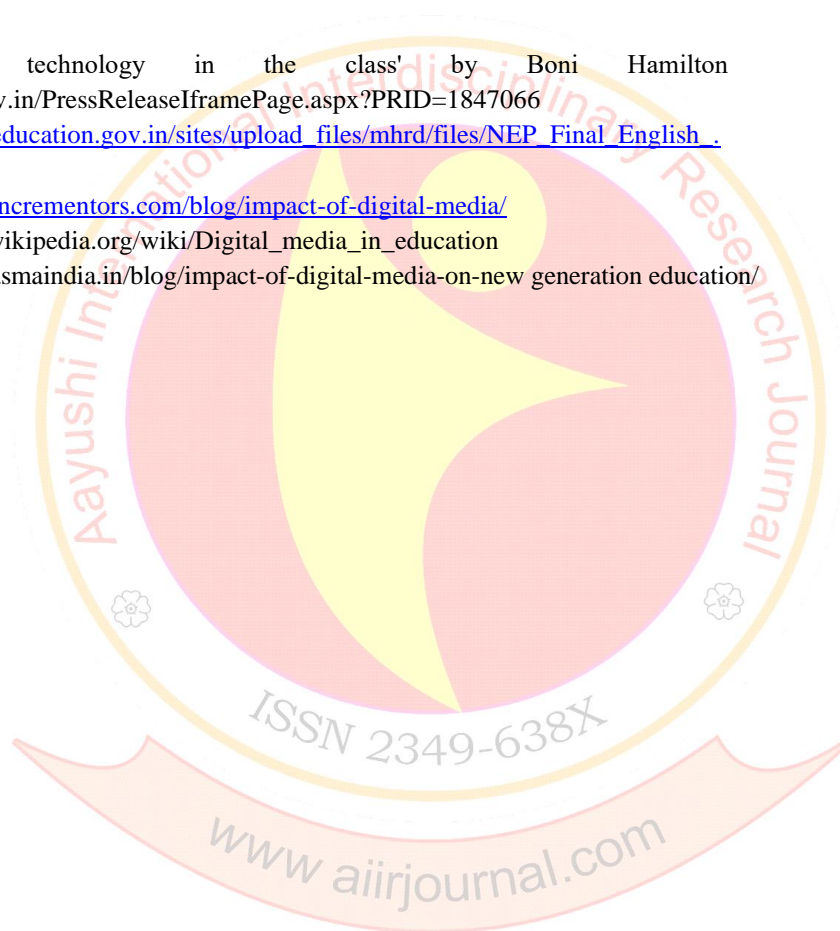 technology in the class' by Boni Hamilton
v.in/PressReleaseIframePage.aspx?PRID=1847066
education.gov.in/sites/upload_files/mhrd/files/NEP_Final_English_.
ncrementors.com/blog/impact-of-digital-media/
vikipedia.org/wiki/Digital_media_in_education
smaindia.in/blog/impact-of-digital-media-on-new generation education/
Aayushi International Interdisciplinary Research Journal
ISSN 2349-638X
www aiirjournal.com